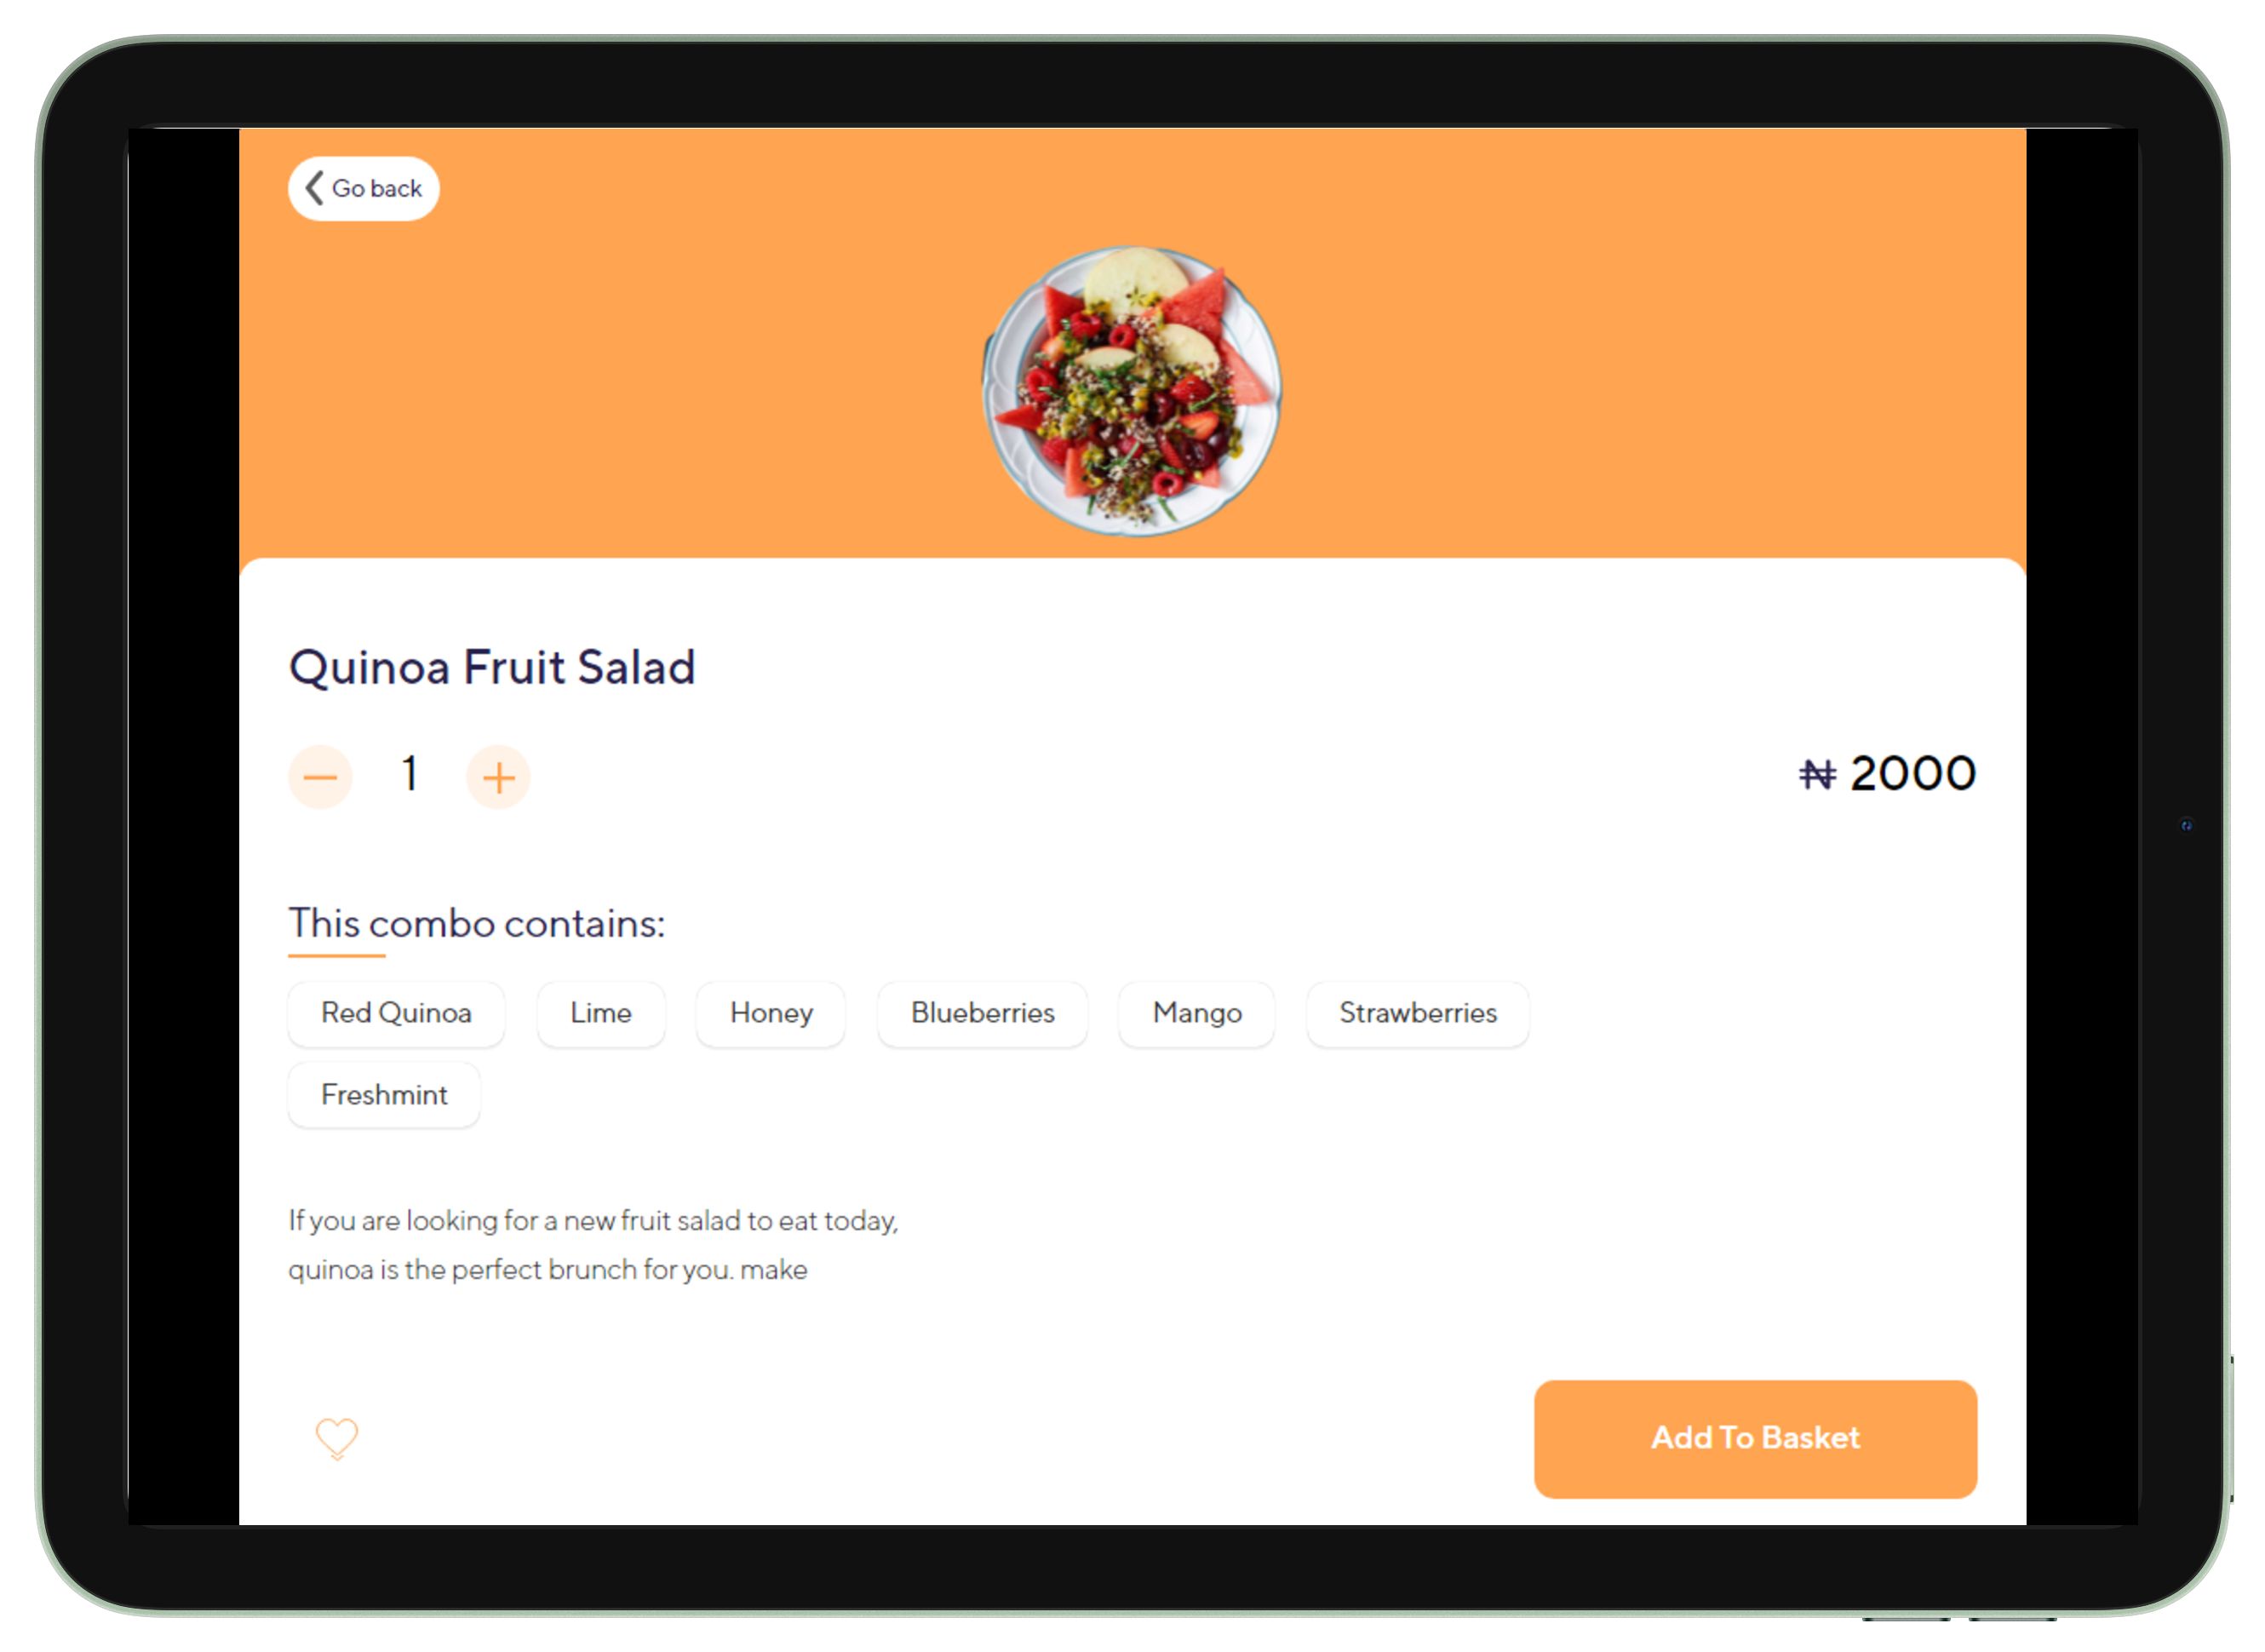 Go back
Quinoa Fruit Salad
1
₦ 2000
This combo contains:
Red Quinoa Lime Honey Blueberries Mango Strawberries
Freshmint
If you are looking for a new fruit salad to eat today,
quinoa is the perfect brunch for you. make
Add To Basket